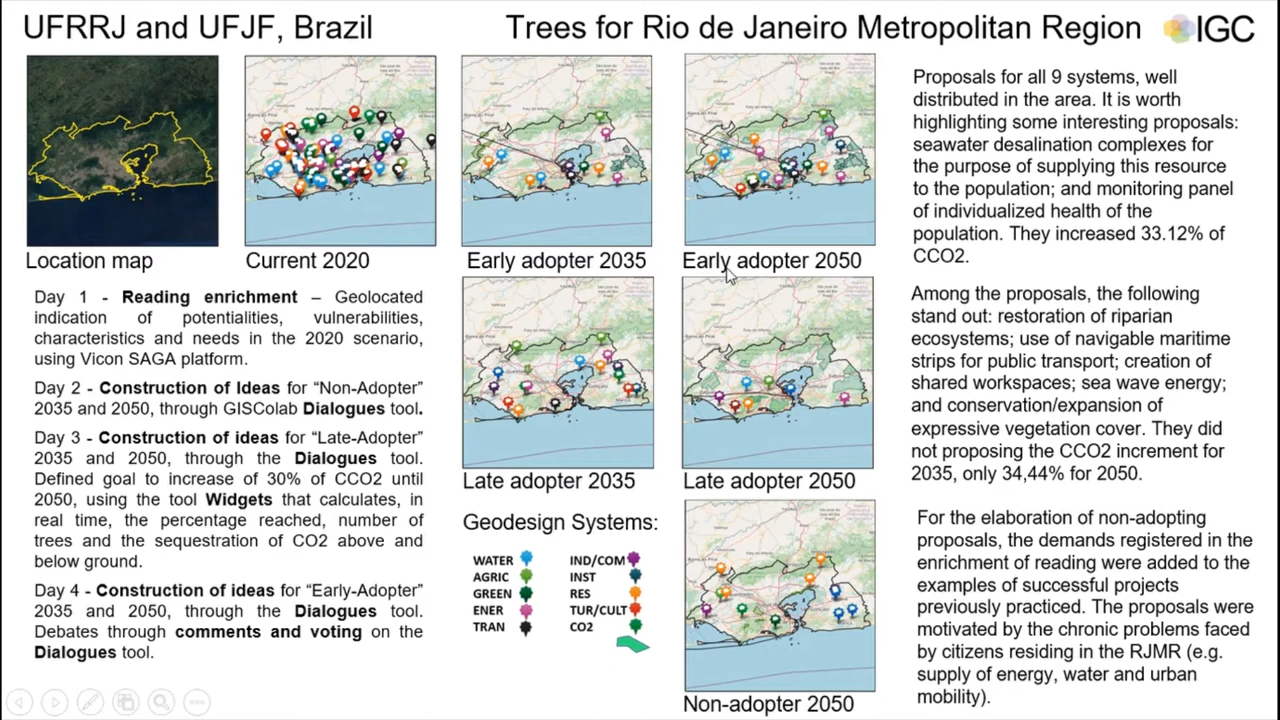 UFRRJ and UFJF, Brazil
Trees for Rio de Janeiro Metropolitan Region
IGC
Location map
Current 2020
Early adopter 2035
Early adopter 2050
Day 1 - Reading enrichment – Geolocated
indication of potentialities, vulnerabilities,
characteristics and needs in the 2020 scenario,
using Vicon SAGA platform.
Day 2 - Construction of Ideas for “Non-Adopter”
2035 and 2050, through GISColab Dialogues tool.
Day 3 - Construction of ideas for “Late-Adopter”
2035 and 2050, through the Dialogues tool.
Defined goal to increase of 30% of CCO2 until
2050, using the tool Widgets that calculates, in
real time, the percentage reached, number of
trees and the sequestration of CO2 above and
below ground.
Day 4 - Construction of ideas for “Early-Adopter”
2035 and 2050, through the Dialogues tool.
Debates through comments and voting on the
Dialogues tool.
Late adopter 2035
Late adopter 2050
Geodesign Systems:
WATER
AGRIC
GREEN
ENER
TRAN
IND/COM
INST
RES
TUR/CULT
CO2
Non-adopter 2050
Proposals for all 9 systems, well
distributed in the area. It is worth
highlighting some interesting proposals:
seawater desalination complexes for
the purpose of supplying this resource
to the population; and monitoring panel
of individualized health of the
population. They increased 33.12% of
CCO2.
Among the proposals, the following
stand out: restoration of riparian
ecosystems; use of navigable maritime
strips for public transport; creation of
shared workspaces; sea wave energy;
and conservation/expansion of
expressive vegetation cover. They did
not proposing the CCO2 increment for
2035, only 34,44% for 2050.
For the elaboration of non-adopting
proposals, the demands registered in the
enrichment of reading were added to the
examples of successful projects
previously practiced. The proposals were
motivated by the chronic problems faced
by citizens residing in the RJMR (e.g.
supply of energy, water and urban
mobility).